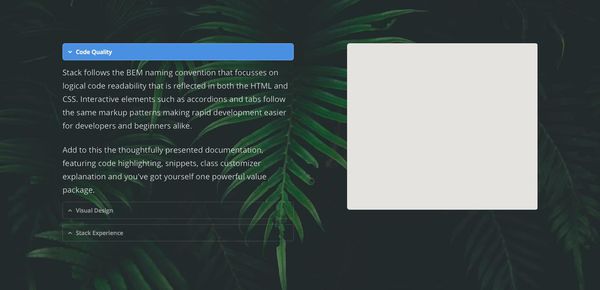 Code Quality
Stack follows the BEM naming convention that focusses on
logical code readability that is reflected in both the HTML and
CSS. Interactive elements such as accordions and tabs follow
the same markup patterns making rapid development easier
for developers and beginners alike.
Add to this the thoughtfully presented documentation,
featuring code highlighting, snippets, class customizer
explanation and you've got yourself one powerful value
package.
Visual Design
Stack Experience